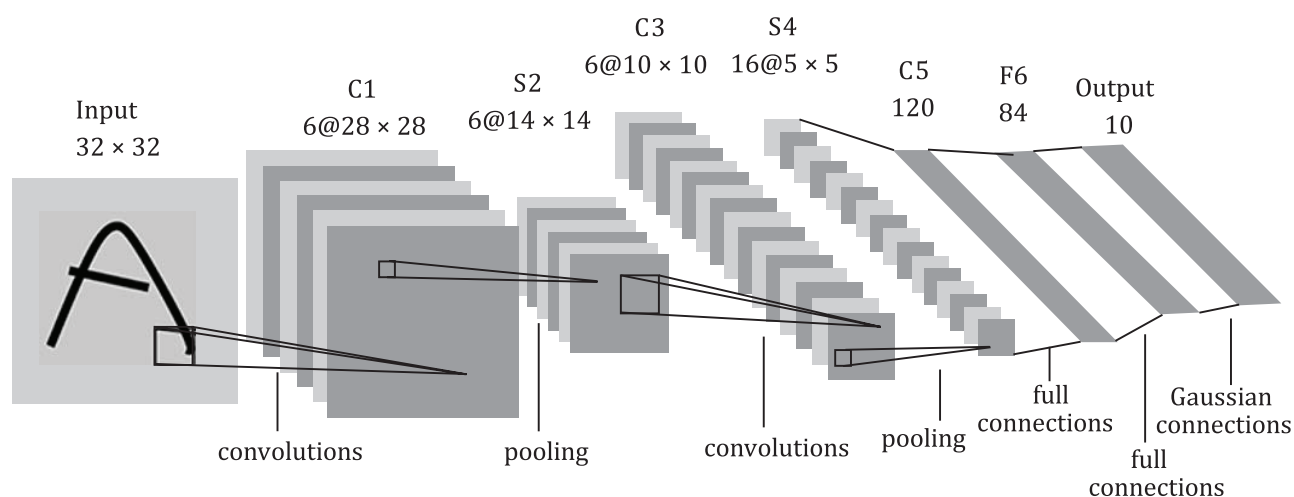 Input
32 × 32
C1
6@28 × 28
S2
6@14 × 14
C3
6@10 × 10
S4
16@5 × 5
C5
120
F6
84
Output
10
convolutions
pooling
convolutions
pooling
full
connections
full
connections
Gaussian
connections